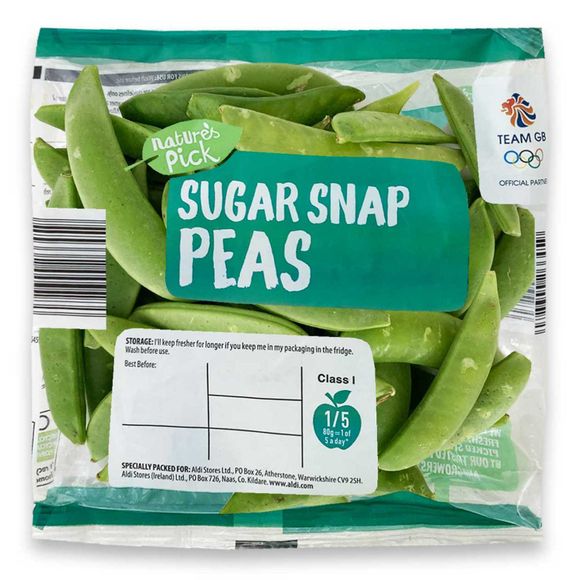 nature's
pick
SUGAR SNAP
PEAS
TEAM GB
OFFICIAL PARTNER
STORAGE: I'll keep fresher for longer if you keep me in my packaging in the fridge.
Wash before use.
Best Before:
Class I
1/5
80g = 1 of
5 a day*
SPECIALLY PACKED FOR: Aldi Stores Ltd., PO Box 26, Atherstone, Warwickshire CV9 2SH.
Aldi Stores (Ireland) Ltd., PO Box 726, Naas, Co. Kildare. www.aldi.com